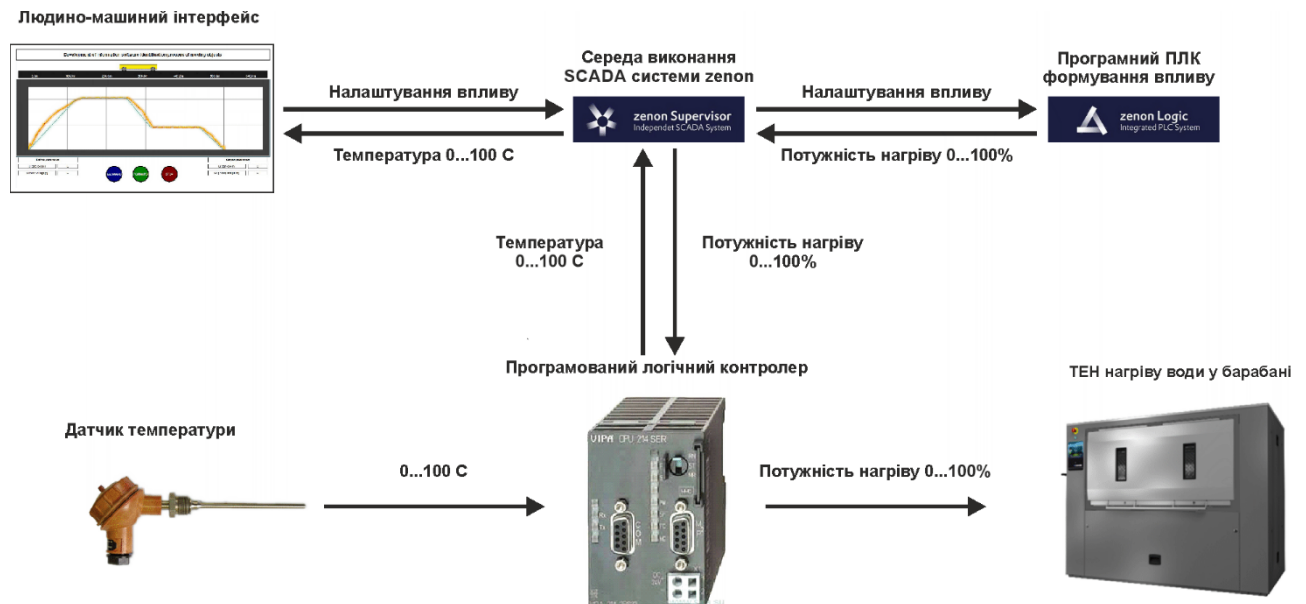 Людино-машиний інтерфейс
Середа виконання
SCADA системи zenon
Програмний ПЛК
формування впливу
Налаштування впливу
zenon Supervisor
Independet SCADA System
Налаштування впливу
zenon Logic
Integrated PLC System
Температура 0...100 С
Потужність нагріву 0...100%
Температура
0...100 С
Потужність нагріву
0...100%
Програмований логічний контролер
ТЕН нагріву води у барабані
Датчик температури
VIPA CPU 214 SER
0...100 С
Потужність нагріву 0...100%